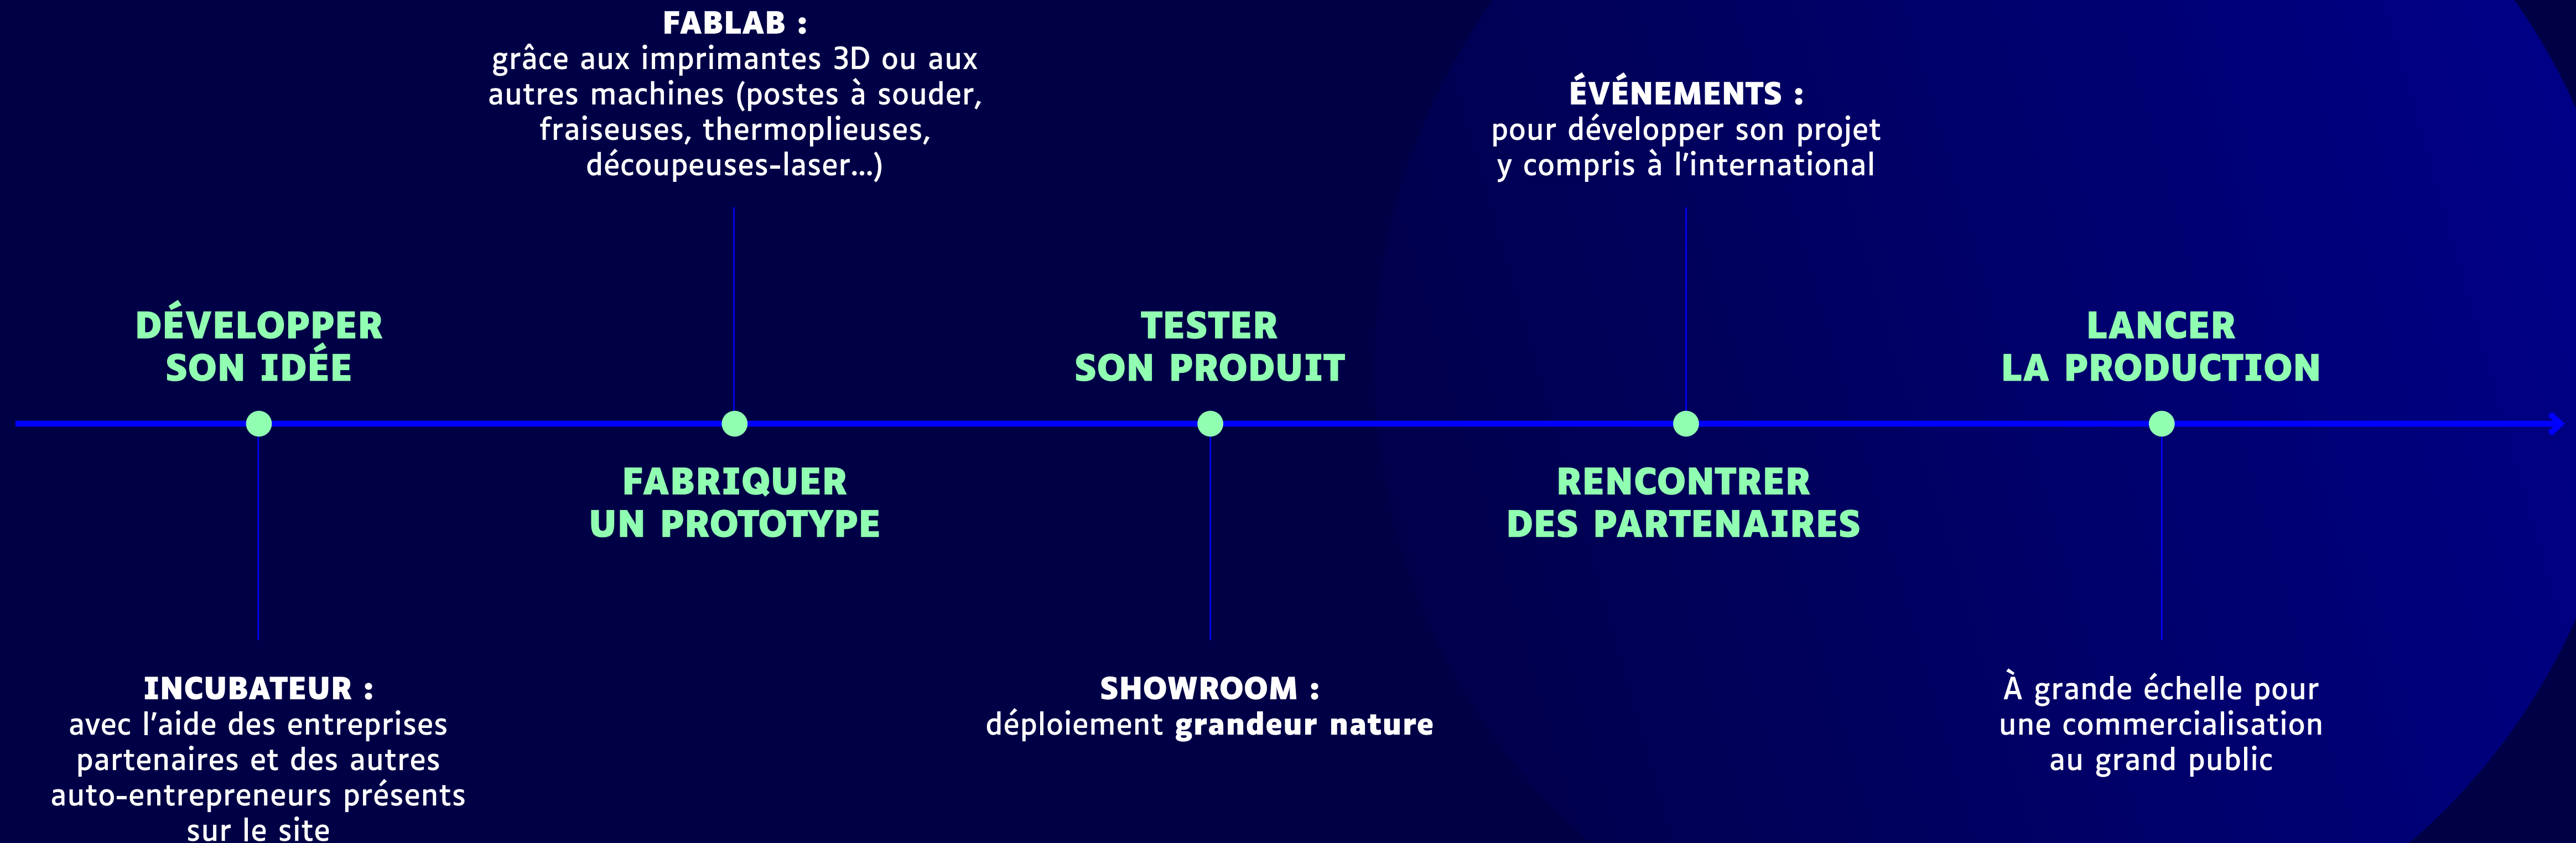 FABLAB :
grâce aux imprimantes 3D ou aux
autres machines (postes à souder,
fraiseuses, thermoplieuses,
découpeuses-laser...)
ÉVÉNEMENTS :
pour développer son projet
y compris à l'international
DÉVELOPPER
SON IDÉE
TESTER
SON PRODUIT
LANCER
LA PRODUCTION
FABRIQUER
UN PROTOTYPE
RENCONTRER
DES PARTENAIRES
INCUBATEUR :
avec l'aide des entreprises
partenaires et des autres
auto-entrepreneurs présents
sur le site
SHOWROOM :
déploiement grandeur nature
À grande échelle pour
une commercialisation
au grand public